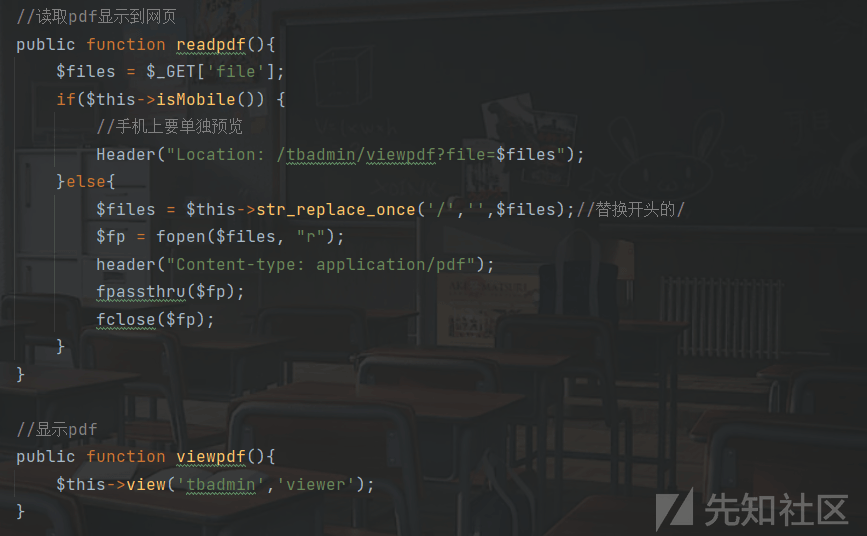 //读取pdf显示到网页
public function readpdf(){
    $files = $_GET['file'];
    if($this->isMobile()) {
        //手机上要单独预览
        Header("Location: /tbadmin/viewpdf?file=$files");
    }else{
        $files = $this->str_replace_once('/','',$files);//替换开头的/
        $fp = fopen($files, "r");
        header("Content-type: application/pdf");
        fpassthru($fp);
        fclose($fp);
    }
}
//显示pdf
public function viewpdf(){
    $this->view('tbadmin','viewer');
}
先知社区